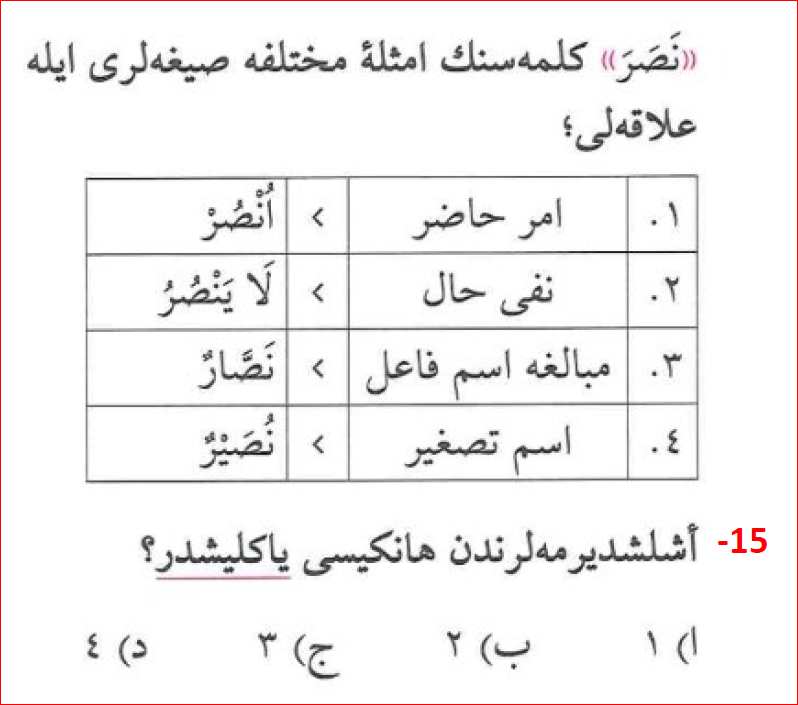 «نَصَرَ» كلمه‌سنك امثلۀ مختلفه صيغه‌لرى ايله
علاقه‌لى؛
١. امر حاضر > اُنْصُرْ
٢. نفى حال > لَا يَنْصُرُ
٣. مبالغه اسم فاعل > نَصَّارٌ
٤. اسم تصغير > نُصَيْرٌ
15- أشلشديرمه‌لرندن هانكيسى ياكليشدر؟
ا) ١ ب) ٢ ج) ٣ د) ٤